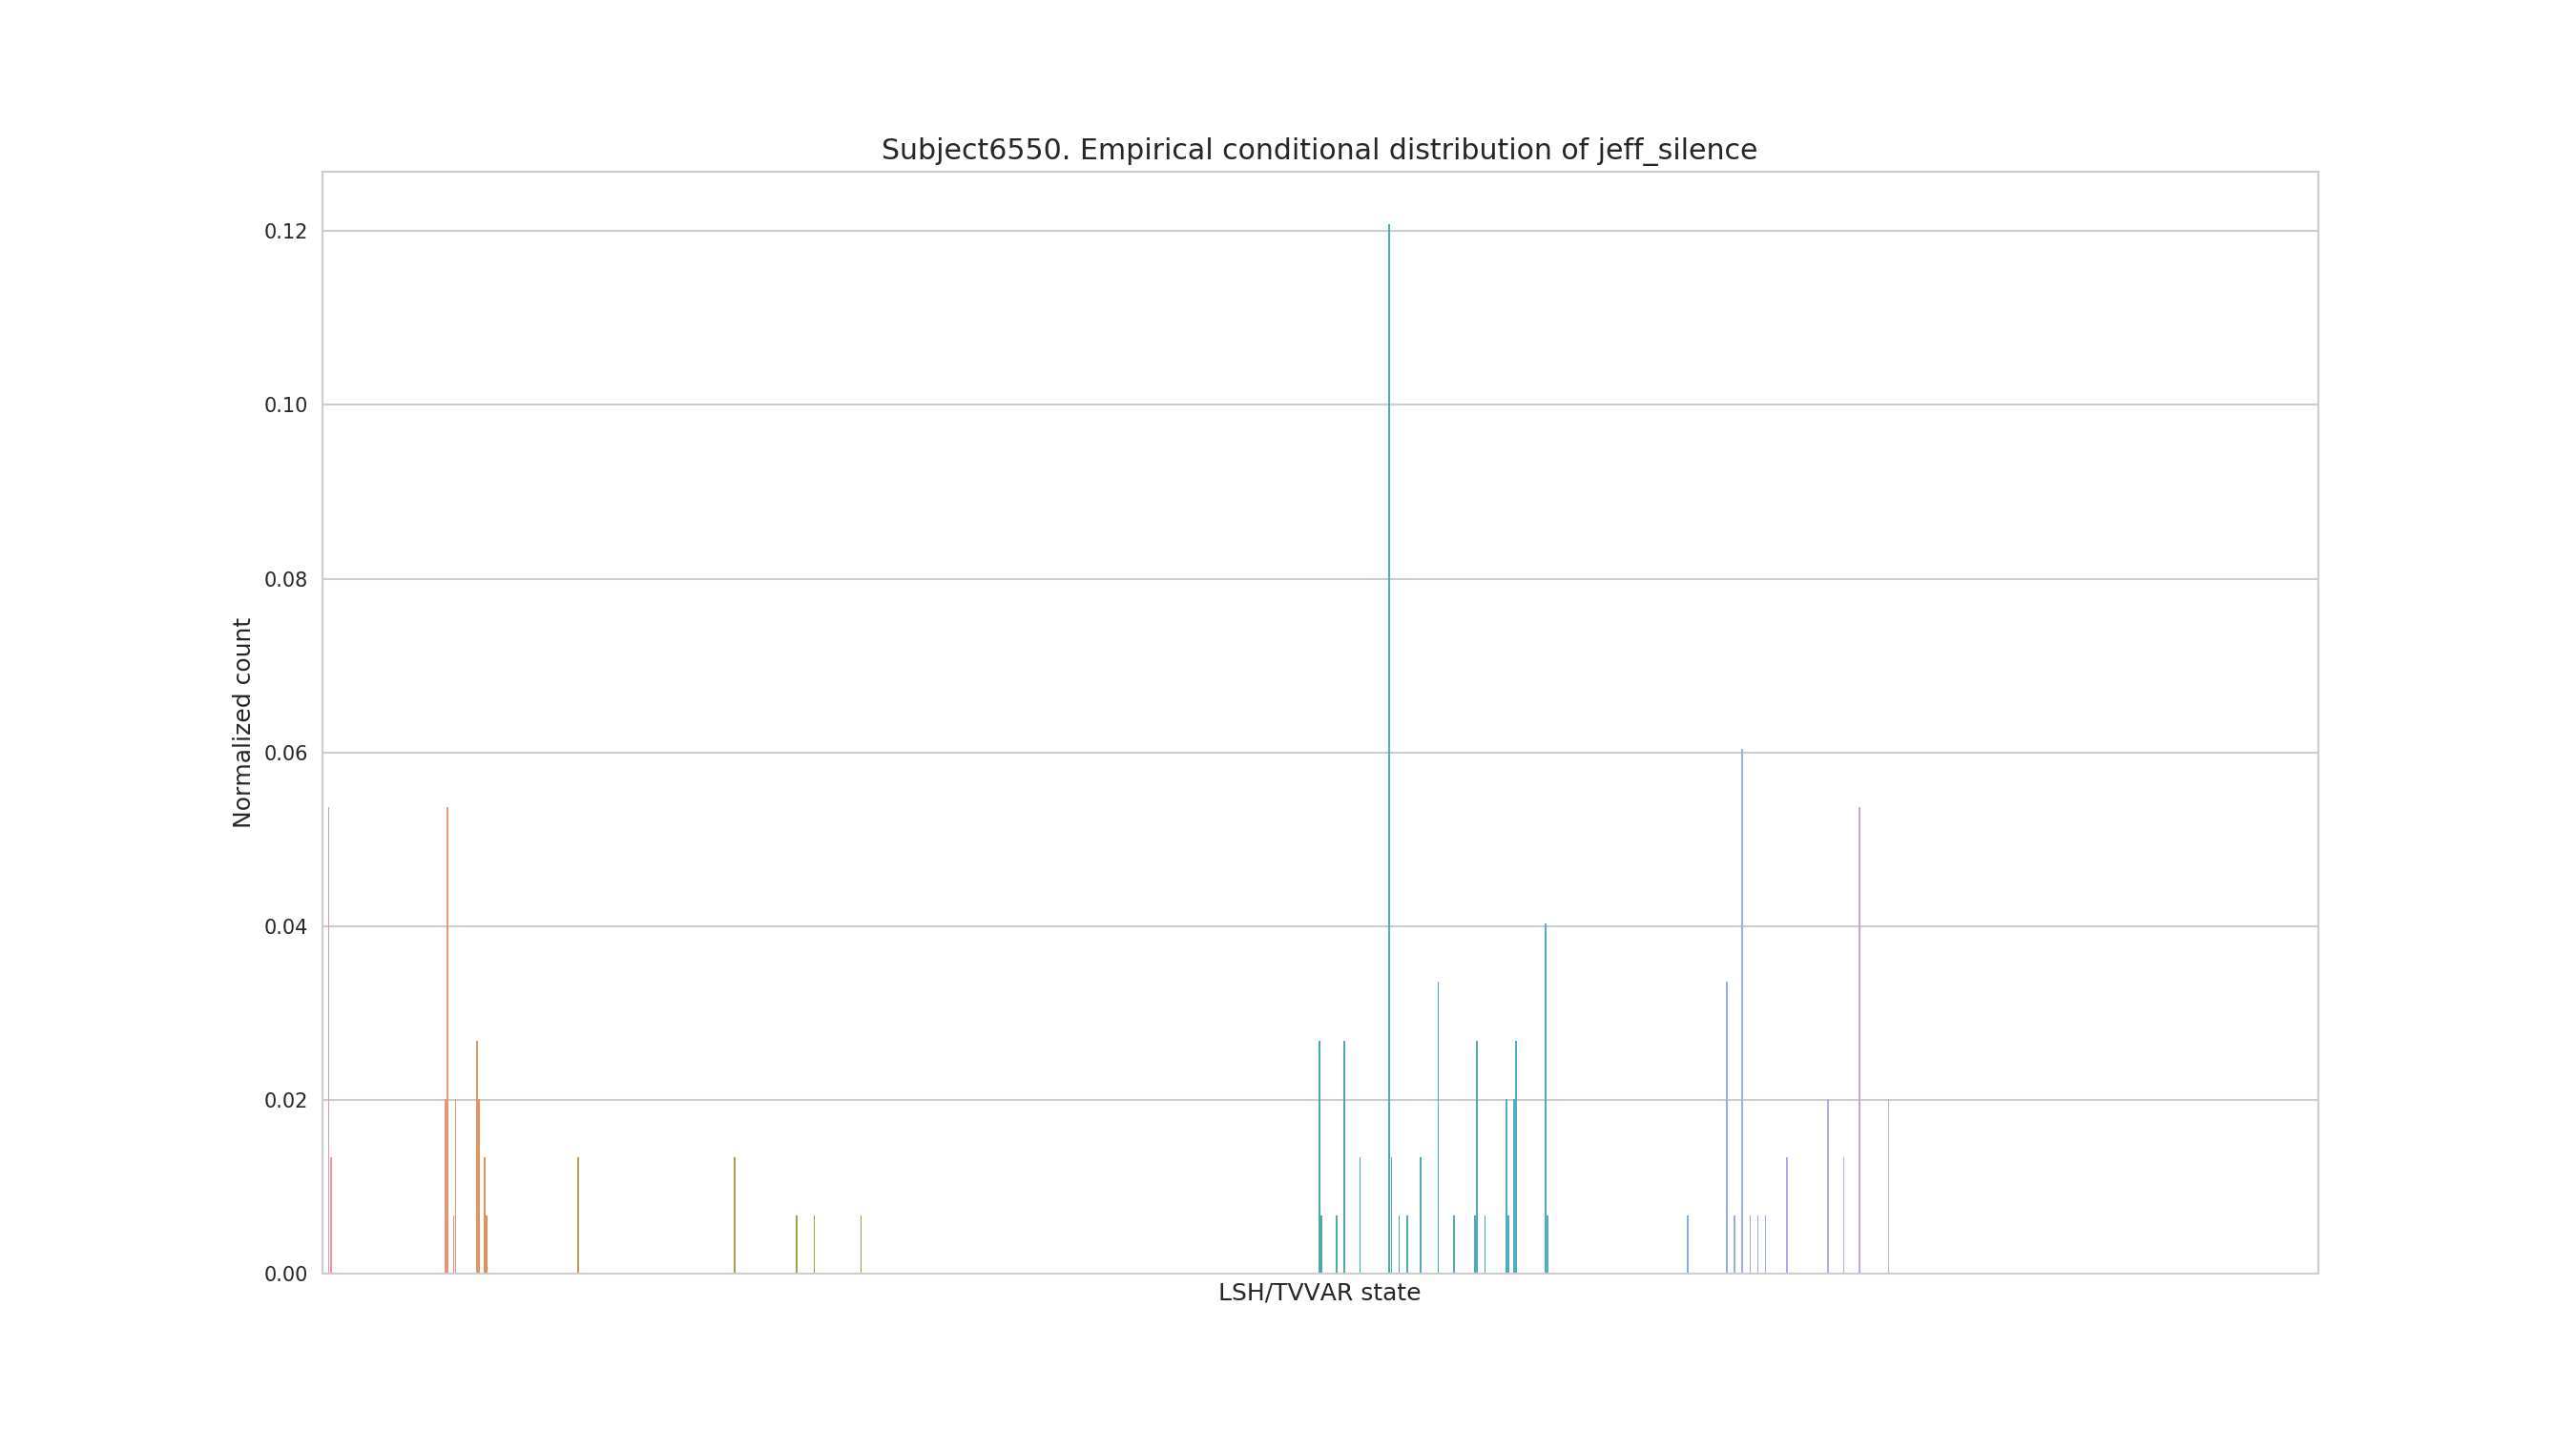 Subject6550. Empirical conditional distribution of jeff_silence
0.12
0.10
0.08
0.06
0.04
0.02
0.00
Normalized count
LSH/TVVAR state